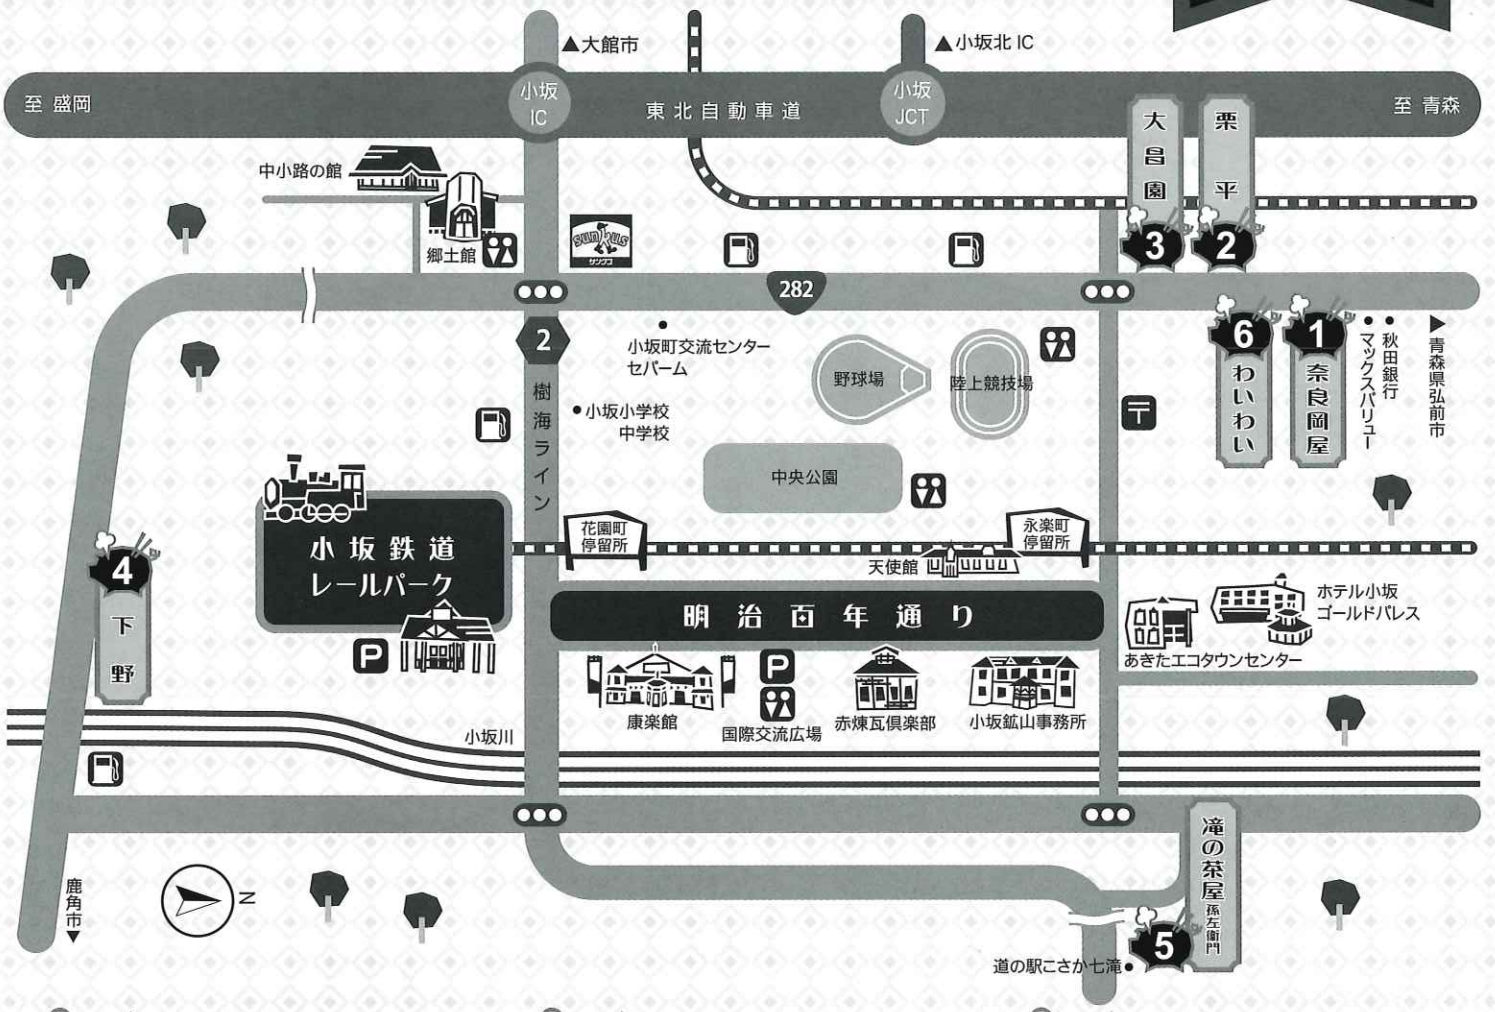 ▲大館市
▲小坂北 IC
至 盛岡
小坂
IC
東北自動車道
小坂
JCT
至 青森
大昌園
栗平
中小路の館
郷土館
sunkus
サンクス
3
2
282
2
樹海ライン
小坂町交流センター
セパーム
小坂小学校
中学校
野球場
陸上競技場
〒
6
わいわい
1
奈良岡屋
マックスバリュー
秋田銀行
▲青森県弘前市
中央公園
小坂鉄道
レールパーク
花園町
停留所
永楽町
停留所
天使館
4
下野
明治百年通り
ホテル小坂
ゴールドパレス
あきたエコタウンセンター
P
P
康楽館
国際交流広場
赤煉瓦倶楽部
小坂鉱山事務所
小坂川
鹿角市▼
N
滝の茶屋 孫左衛門
5
道の駅こさか七滝